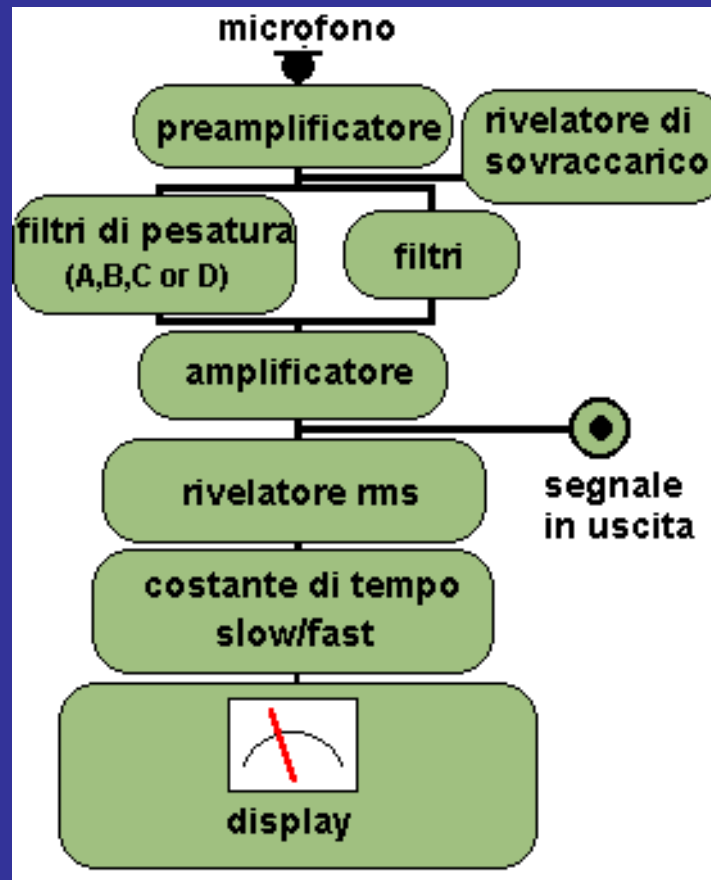 microfono
preamplificatore
rivelatore di
sovraccarico
filtri di pesatura
(A,B,C or D)
filtri
amplificatore
rivelatore rms
segnale
in uscita
costante di tempo
slow/fast
display